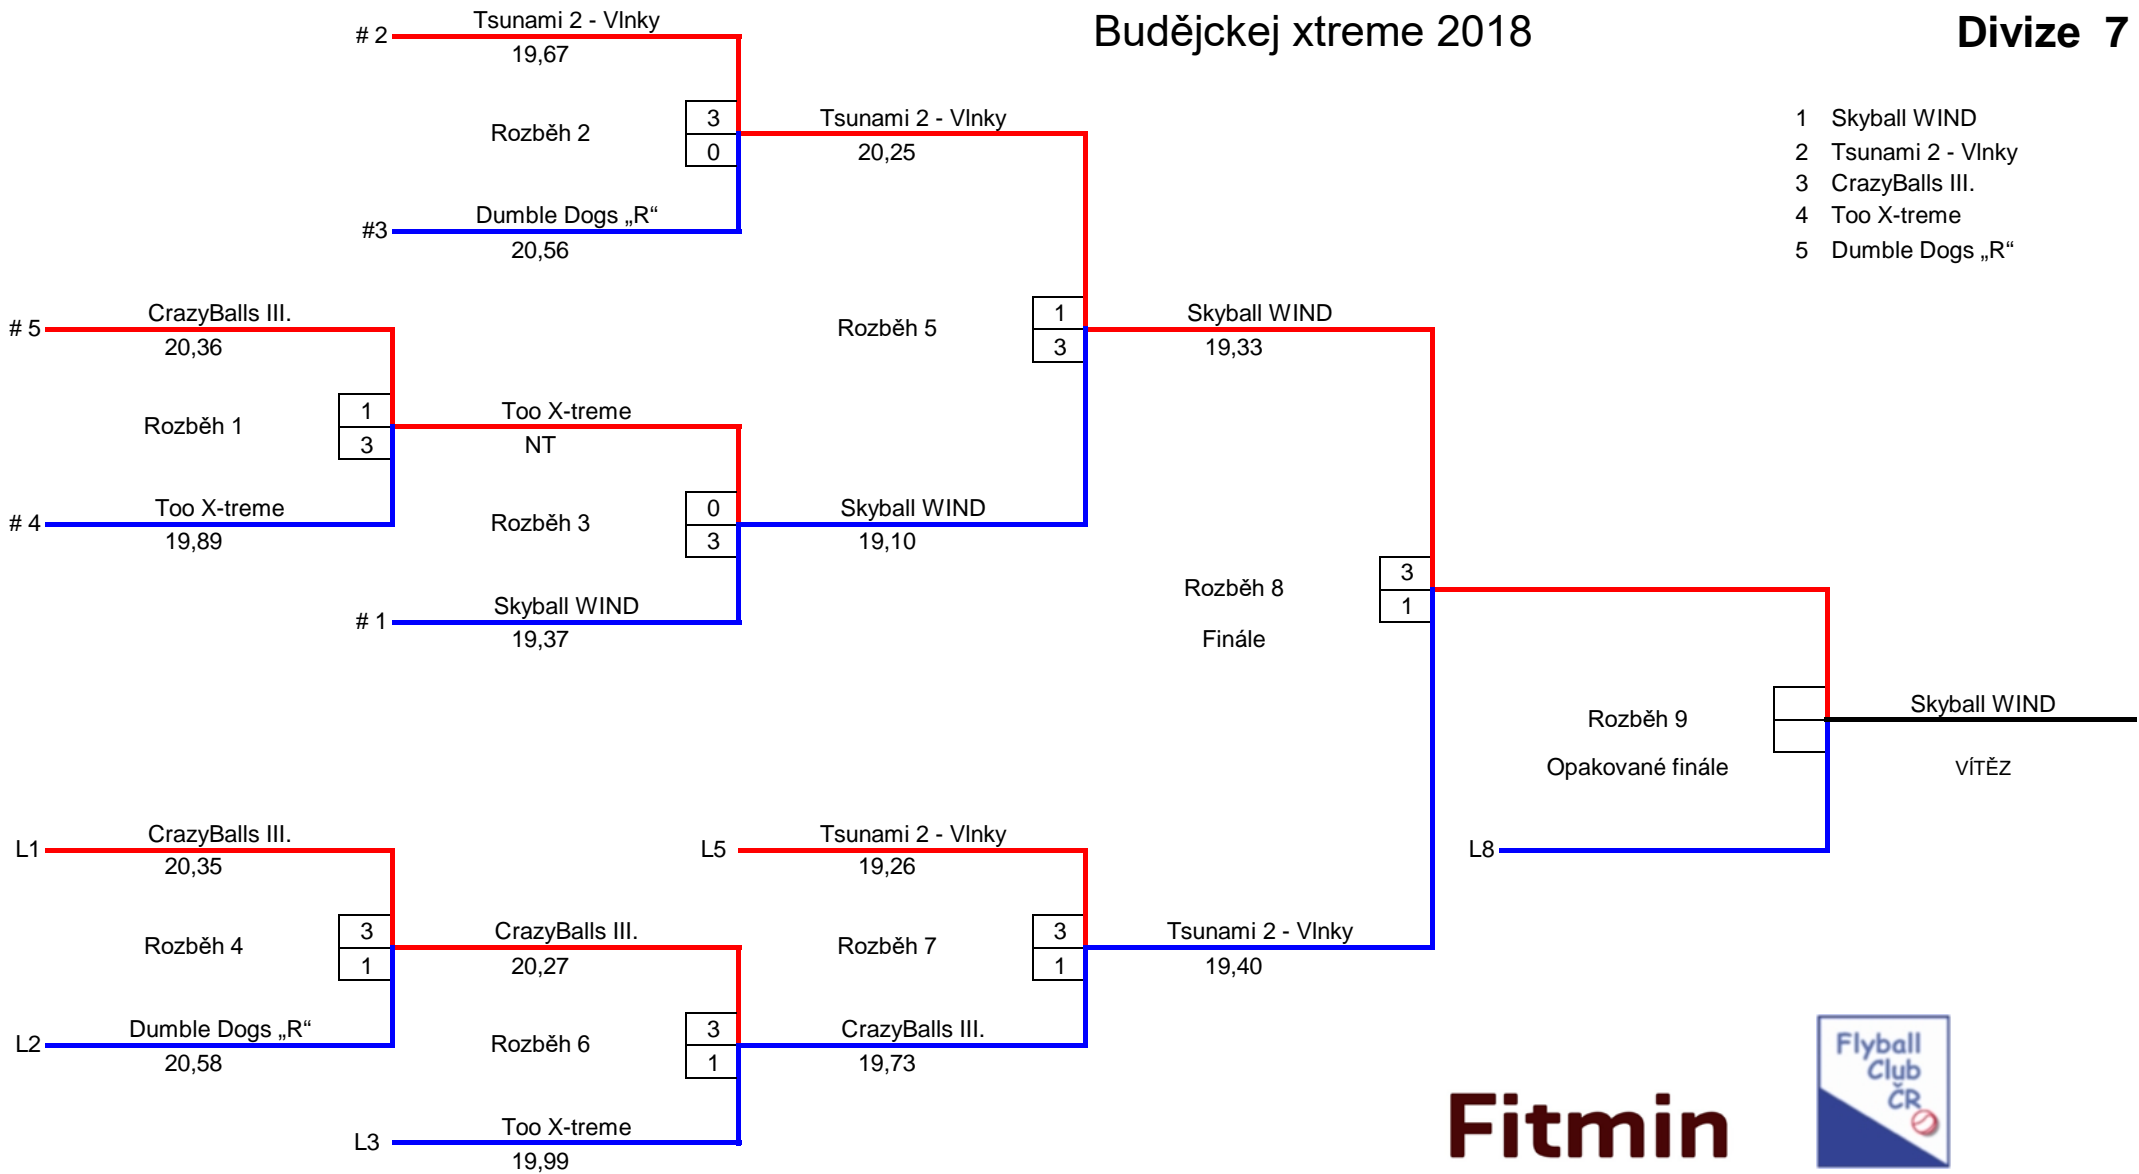 Budějckej xtreme 2018
Divize 7
1 Skyball WIND
2 Tsunami 2 - Vlnky
3 CrazyBalls III.
4 Too X-treme
5 Dumble Dogs „R“
# 2
Tsunami 2 - Vlnky
19,67
Rozběh 2
3
0
#3
Dumble Dogs „R“
20,56
Tsunami 2 - Vlnky
20,25
# 5
CrazyBalls III.
20,36
Rozběh 1
1
3
# 4
Too X-treme
19,89
Too X-treme
NT
Rozběh 3
0
3
# 1
Skyball WIND
19,37
Skyball WIND
19,10
Rozběh 5
1
3
Skyball WIND
19,33
Rozběh 8
Finále
3
1
Rozběh 9
Opakované finále
Skyball WIND
VÍTĚZ
L8
L1
CrazyBalls III.
20,35
Rozběh 4
3
1
L2
Dumble Dogs „R“
20,58
CrazyBalls III.
20,27
Rozběh 6
3
1
L3
Too X-treme
19,99
L5
Tsunami 2 - Vlnky
19,26
Rozběh 7
3
1
CrazyBalls III.
19,73
Tsunami 2 - Vlnky
19,40
Fitmin
Flyball
Club
ČR